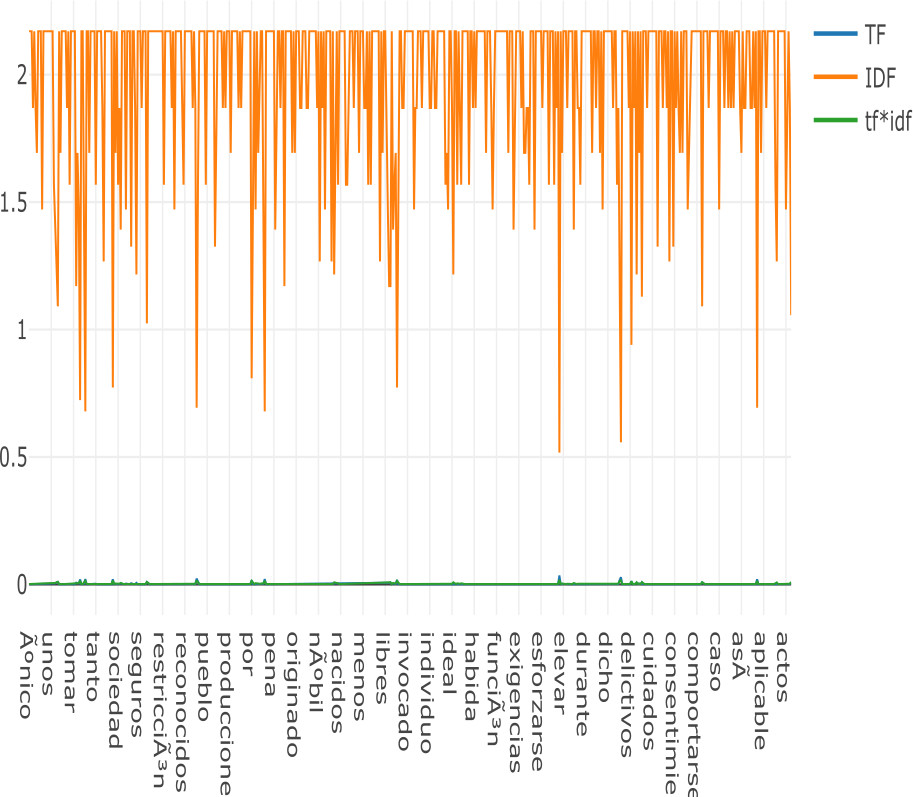 TF
IDF
tf*idf
2
1.5
1
0.5
0
Ãºnico
unos
tomar
tanto
sociedad
seguros
restricciÃ³n
reconocidos
pueblo
produccione
por
pena
originado
nÃºbil
nacidos
menos
libres
invocado
individuo
ideal
habida
funciÃ³n
exigencias
esforzarse
elevar
durante
dicho
delictivos
cuidados
consentimie
comportarse
caso
asÃ
aplicable
actos